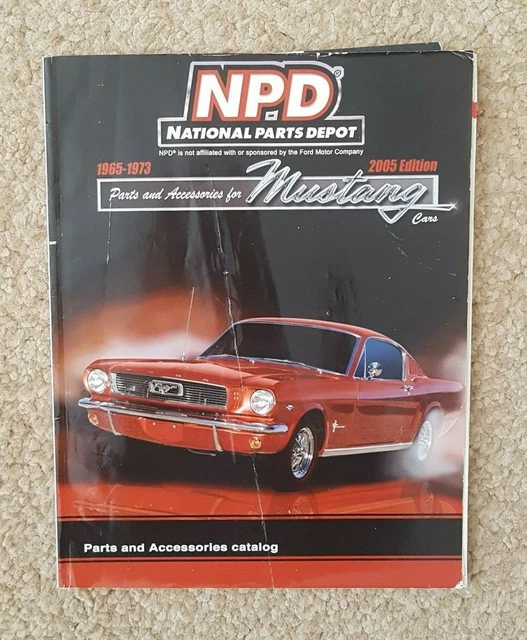 NPD®
NATIONAL PARTS DEPOT
NPD® is not affiliated with or sponsored by the Ford Motor Company
1965-1973 2005 Edition
Parts and Accessories for Mustang
Cars
Parts and Accessories catalog